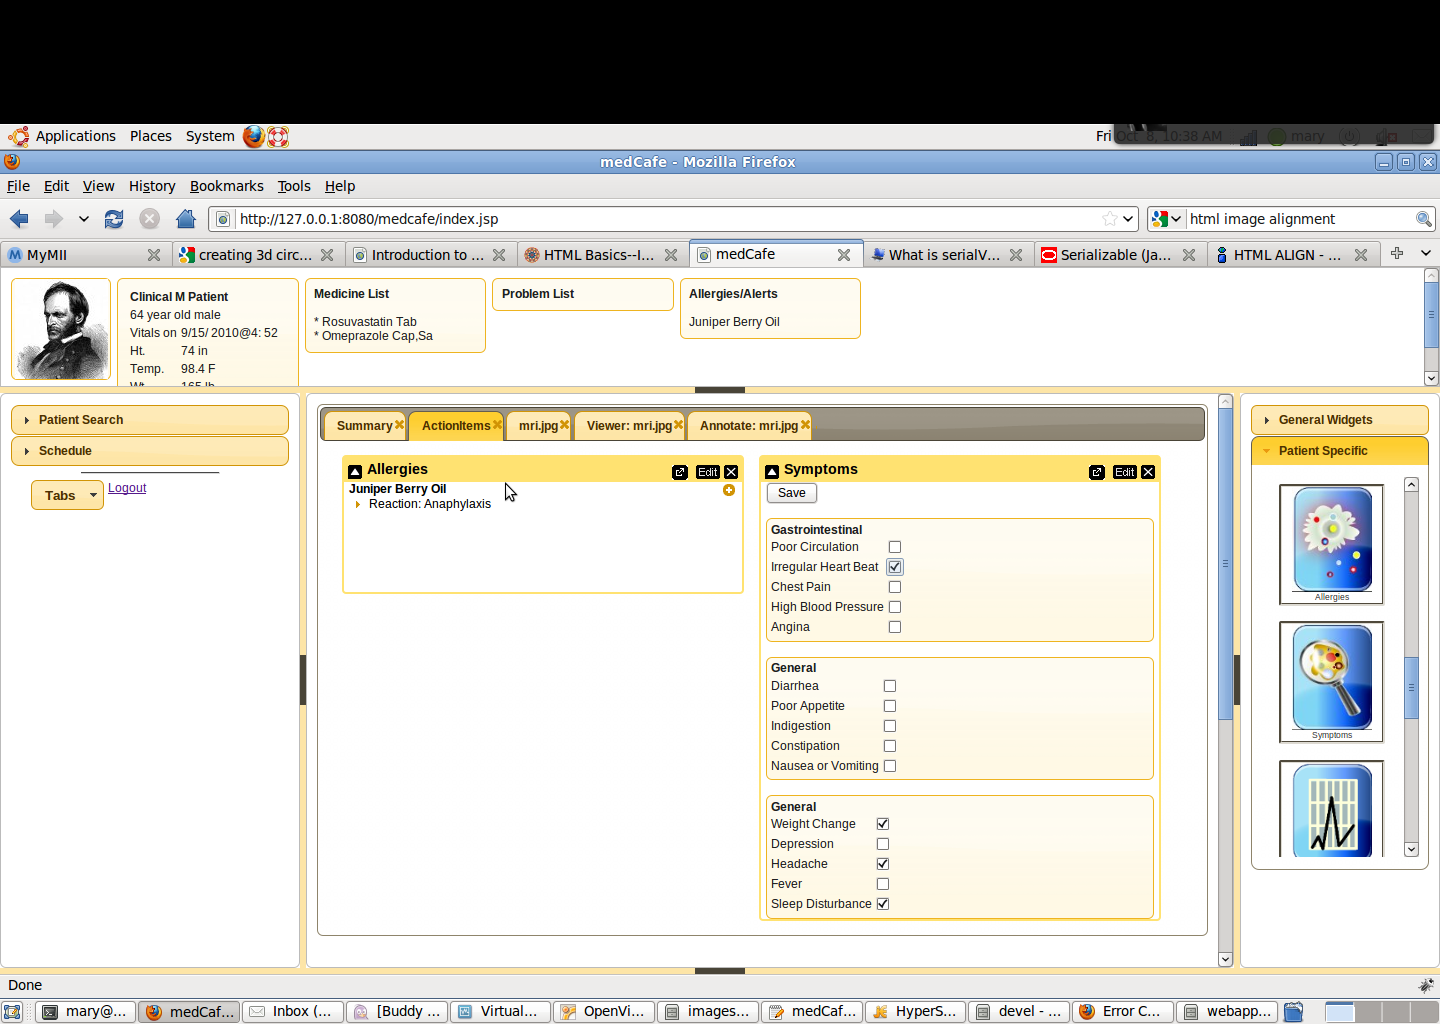 Applications Places System
Fri Oct 8, 10:38 AM mary
medCafe - Mozilla Firefox
File Edit View History Bookmarks Tools Help
http://127.0.0.1:8080/medcafe/index.jsp
html image alignment
MyMII
creating 3d circ...
Introduction to ...
HTML Basics--I...
medCafe
What is serialV...
Serializable (Ja...
HTML ALIGN - ...
Clinical M Patient
64 year old male
Vitals on 9/15/ 2010@4: 52
Ht. 74 in
Temp. 98.4 F
Wt. 165 lb
Medicine List
* Rosuvastatin Tab
* Omeprazole Cap,Sa
Problem List
Allergies/Alerts
Juniper Berry Oil
Patient Search
Schedule
Tabs
Logout
Summary
ActionItems
mri.jpg
Viewer: mri.jpg
Annotate: mri.jpg
Allergies
Edit
Juniper Berry Oil
Reaction: Anaphylaxis
Symptoms
Edit
Save
Gastrointestinal
Poor Circulation
Irregular Heart Beat
Chest Pain
High Blood Pressure
Angina
General
Diarrhea
Poor Appetite
Indigestion
Constipation
Nausea or Vomiting
General
Weight Change
Depression
Headache
Fever
Sleep Disturbance
General Widgets
Patient Specific
Allergies
Symptoms
Done
mary@...
medCaf...
Inbox (...
[Buddy ...
Virtual...
OpenVi...
images...
medCaf...
HyperS...
devel - ...
Error C...
webapp...